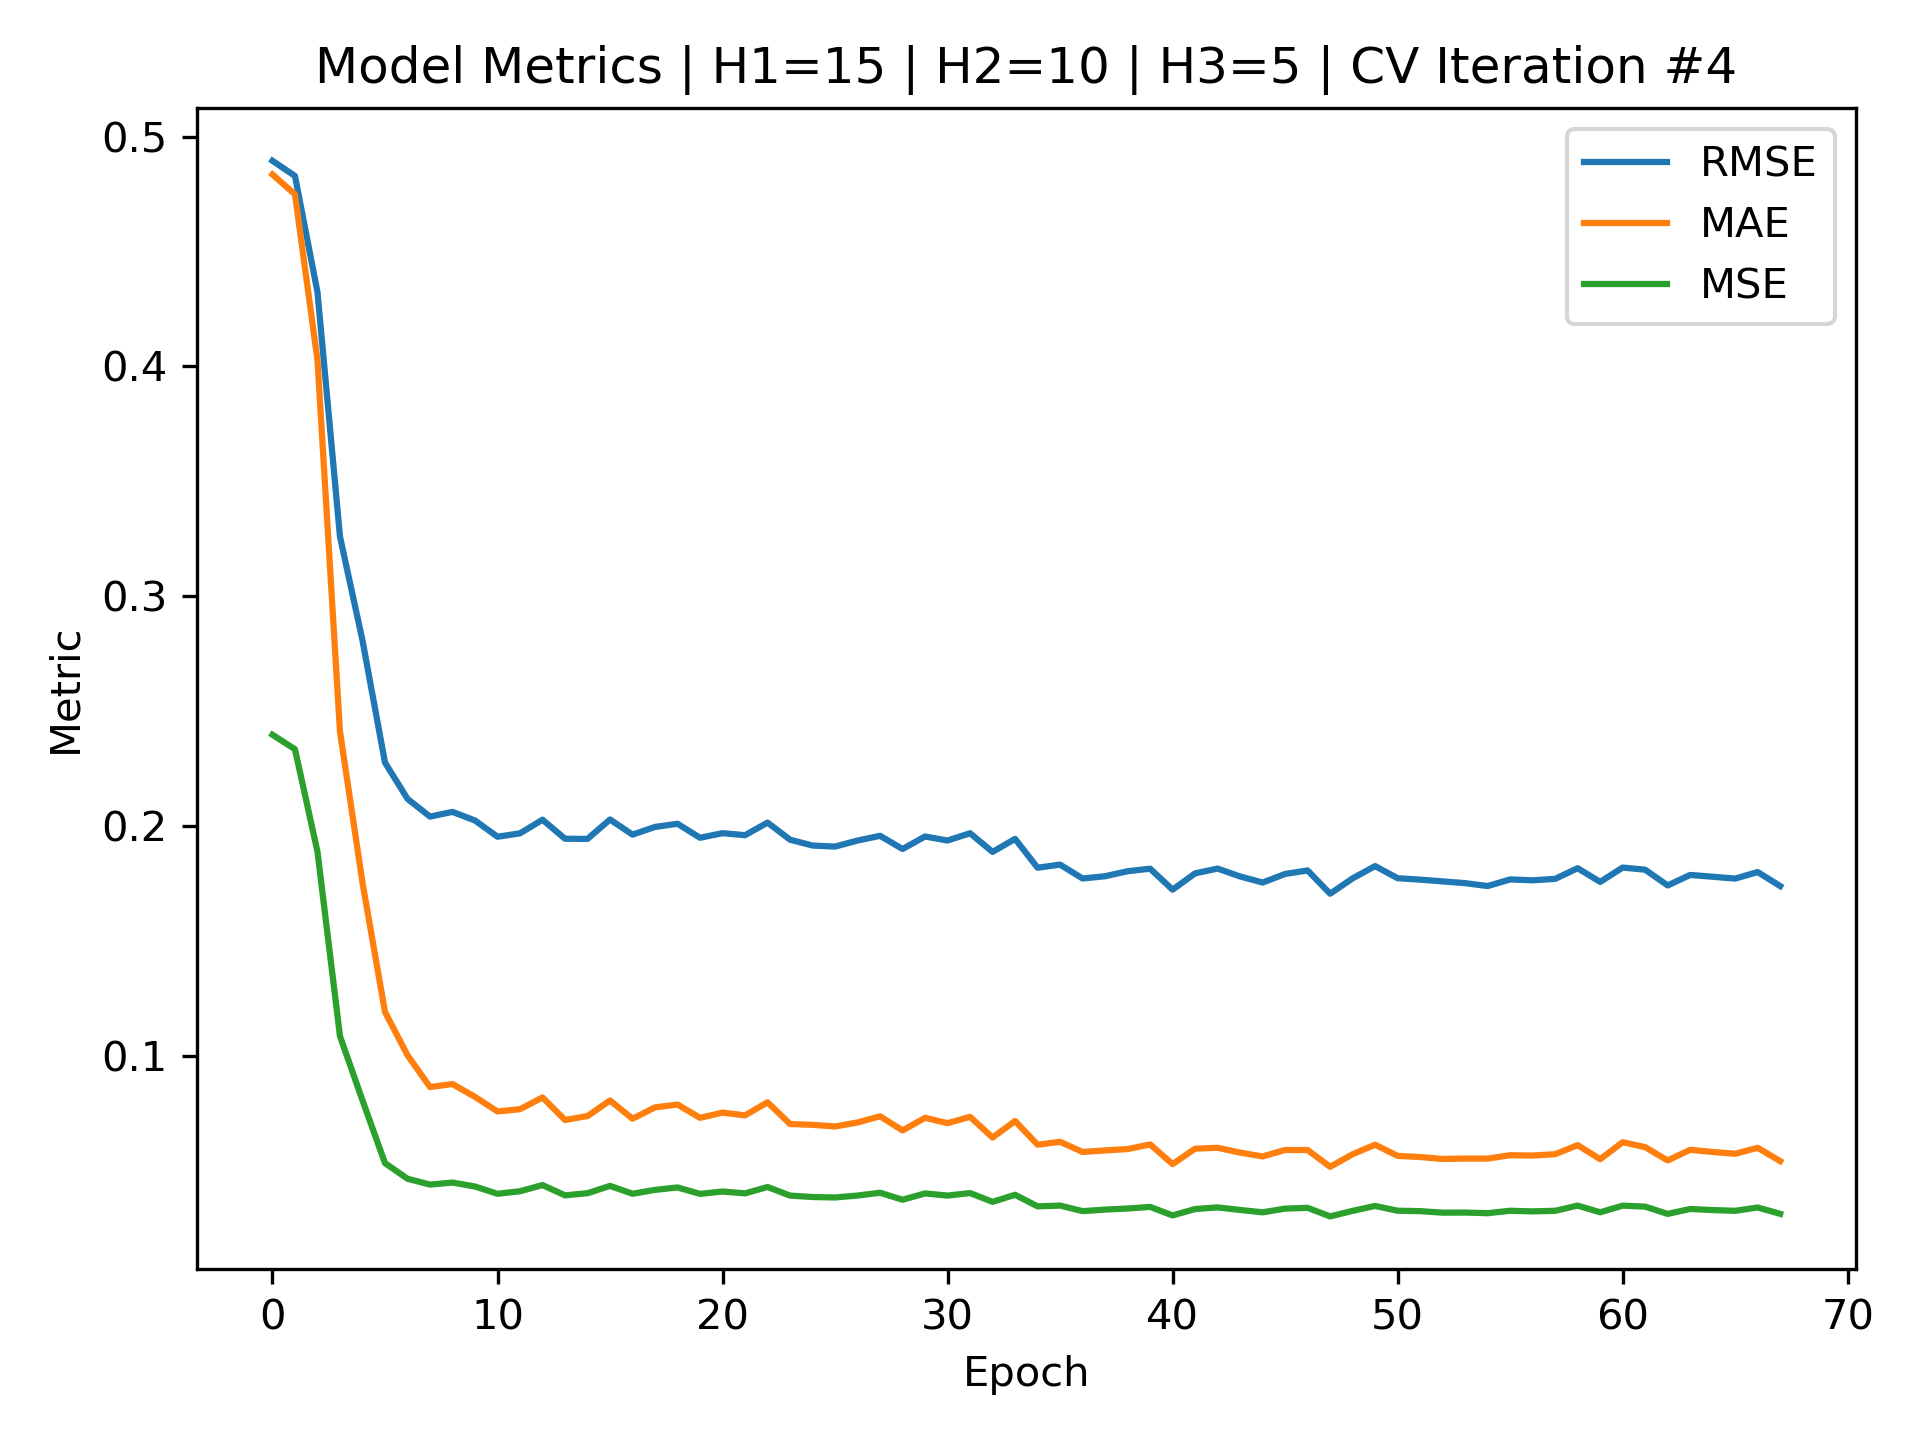 Model Metrics | H1=15 | H2=10 | H3=5 | CV Iteration #4
RMSE
MAE
MSE
Metric
0.5
0.4
0.3
0.2
0.1
0 10 20 30 40 50 60 70
Epoch